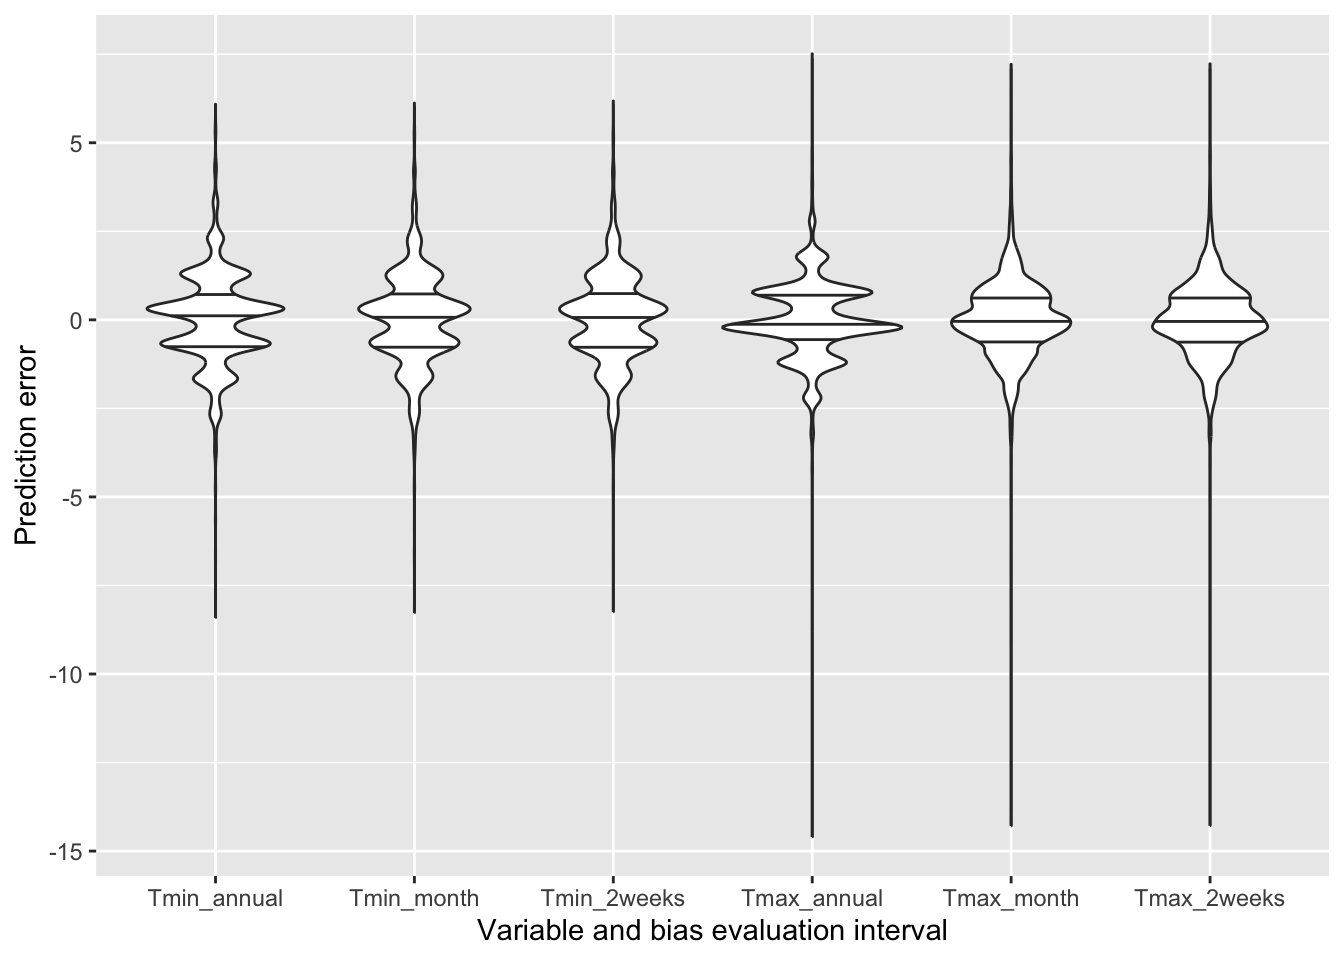 Prediction error
5
0
-5
-10
-15
Tmin_annual
Tmin_month
Tmin_2weeks
Tmax_annual
Tmax_month
Tmax_2weeks
Variable and bias evaluation interval